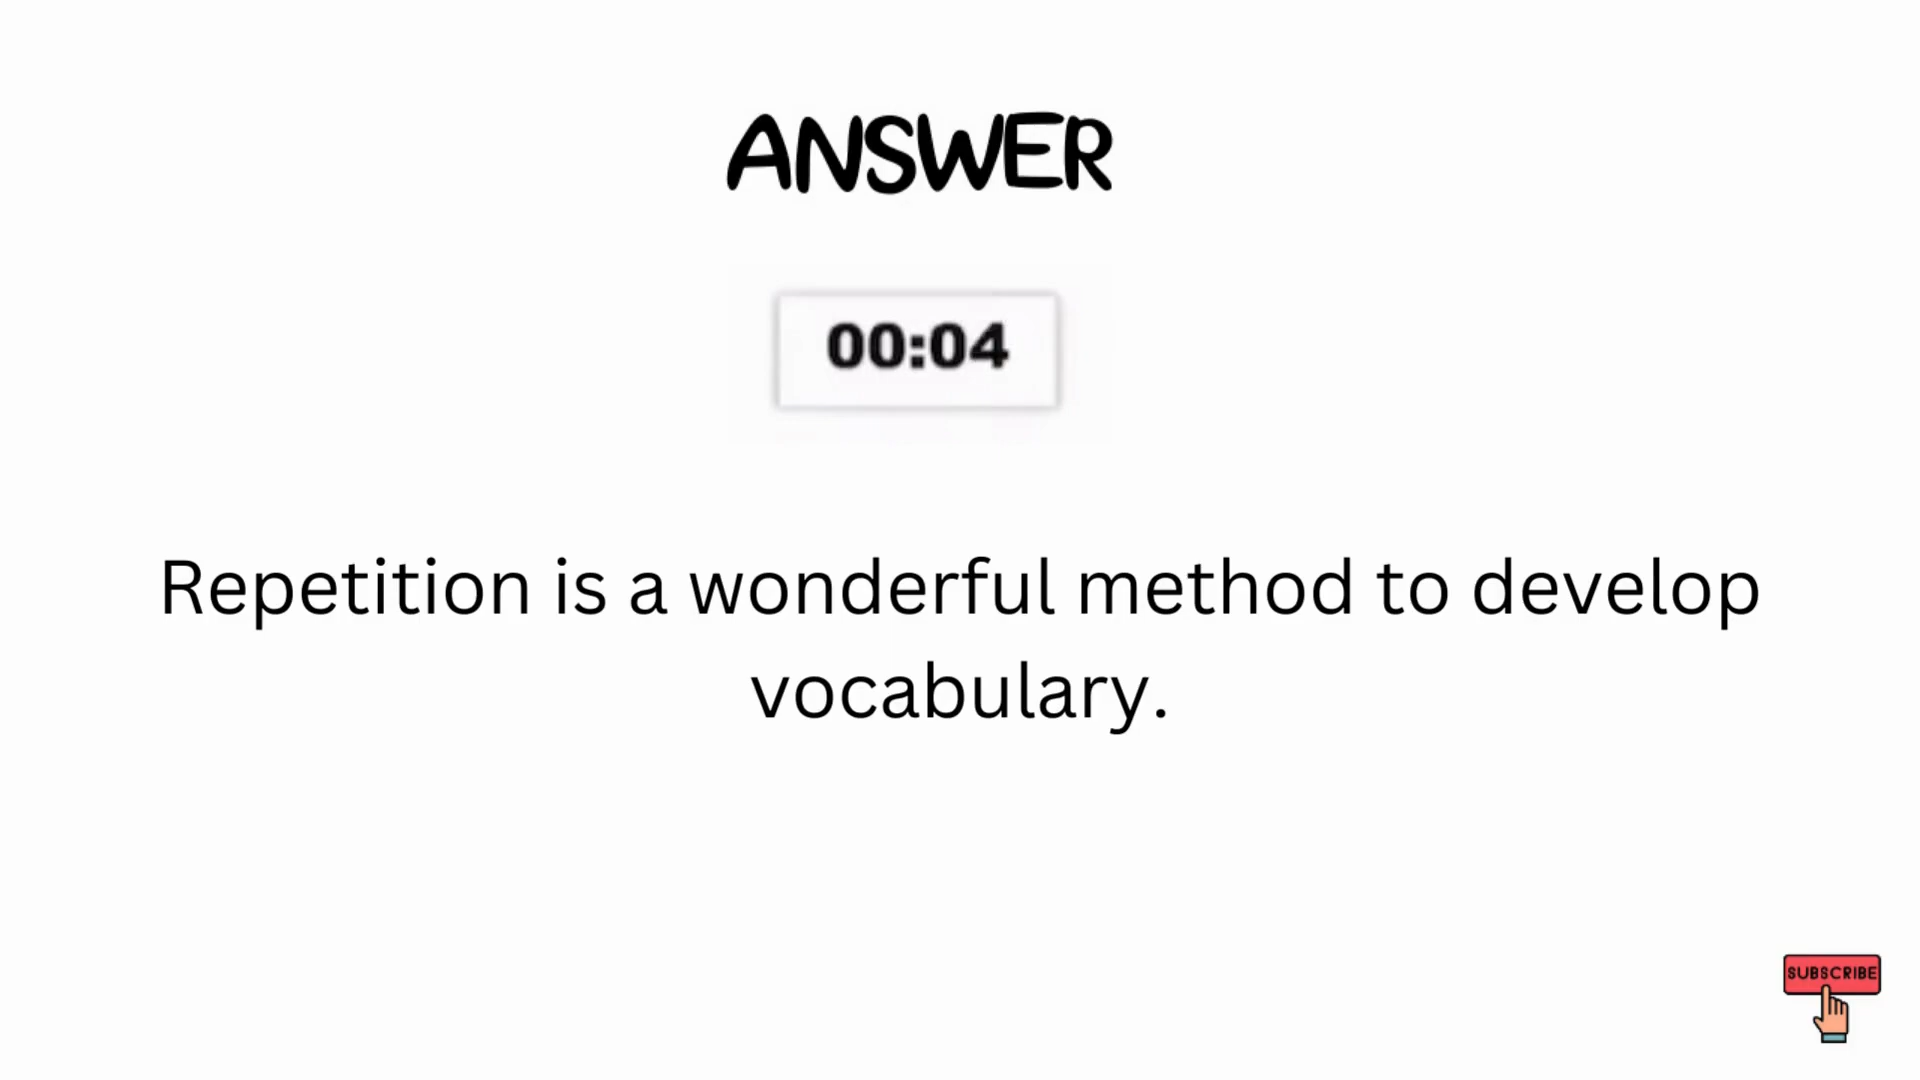 ANSWER
00:04
Repetition is a wonderful method to develop
vocabulary.
SUBSCRIBE